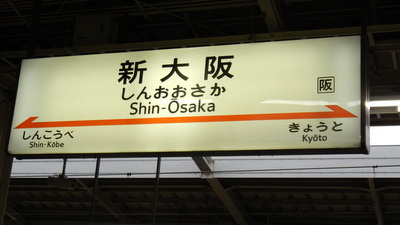 新大阪
しんおおさか
Shin-Ōsaka
阪
しんこうべ
Shin-Kōbe
きょうと
Kyōto